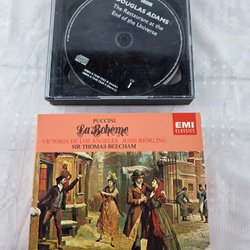 DOUGLAS ADAMS
The Restaurant at the
End of the Universe
PUCCINI
La Bohème
VICTORIA DE LOS ANGELES · JUSSI BJÖRLING
SIR THOMAS BEECHAM
EMI
CLASSICS